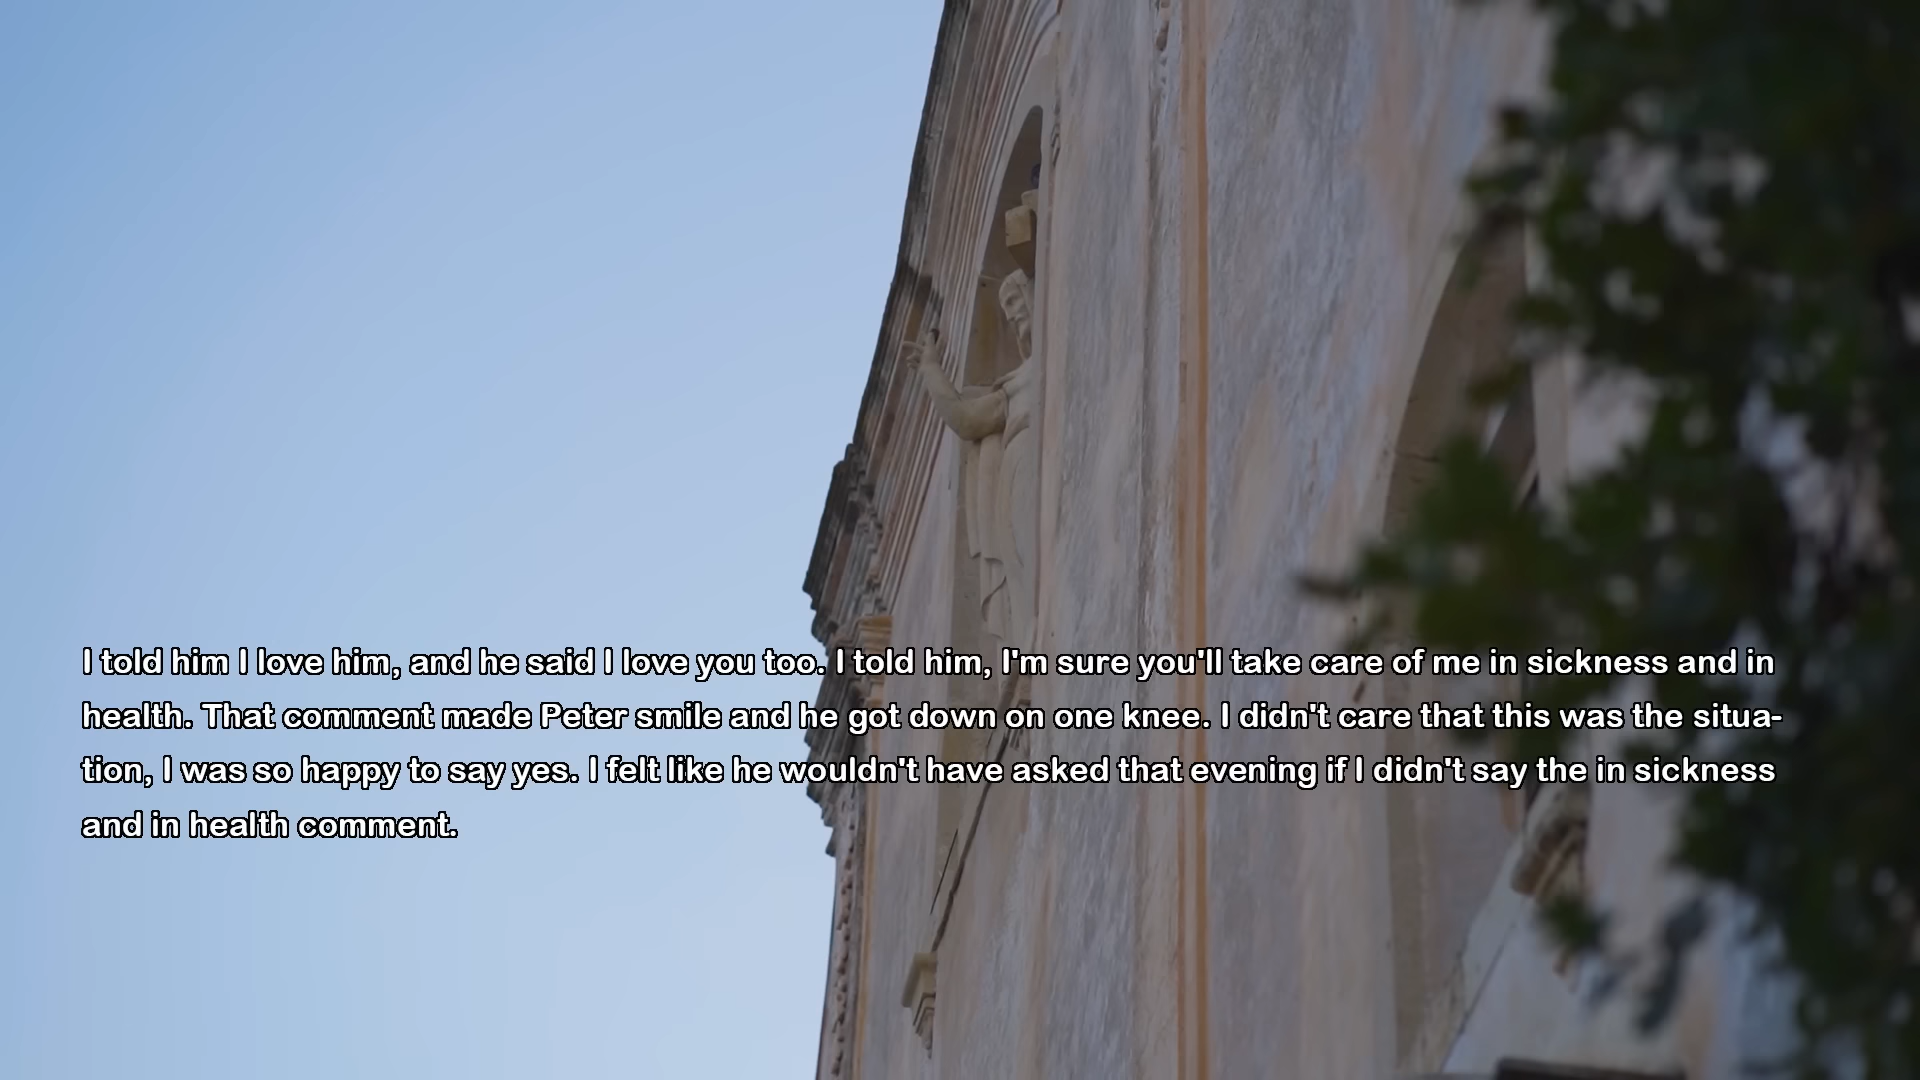 I told him I love him, and he said I love you too. I told him, I'm sure you'll take care of me in sickness and in
health. That comment made Peter smile and he got down on one knee. I didn't care that this was the situa-
tion, I was so happy to say yes. I felt like he wouldn't have asked that evening if I didn't say the in sickness
and in health comment.